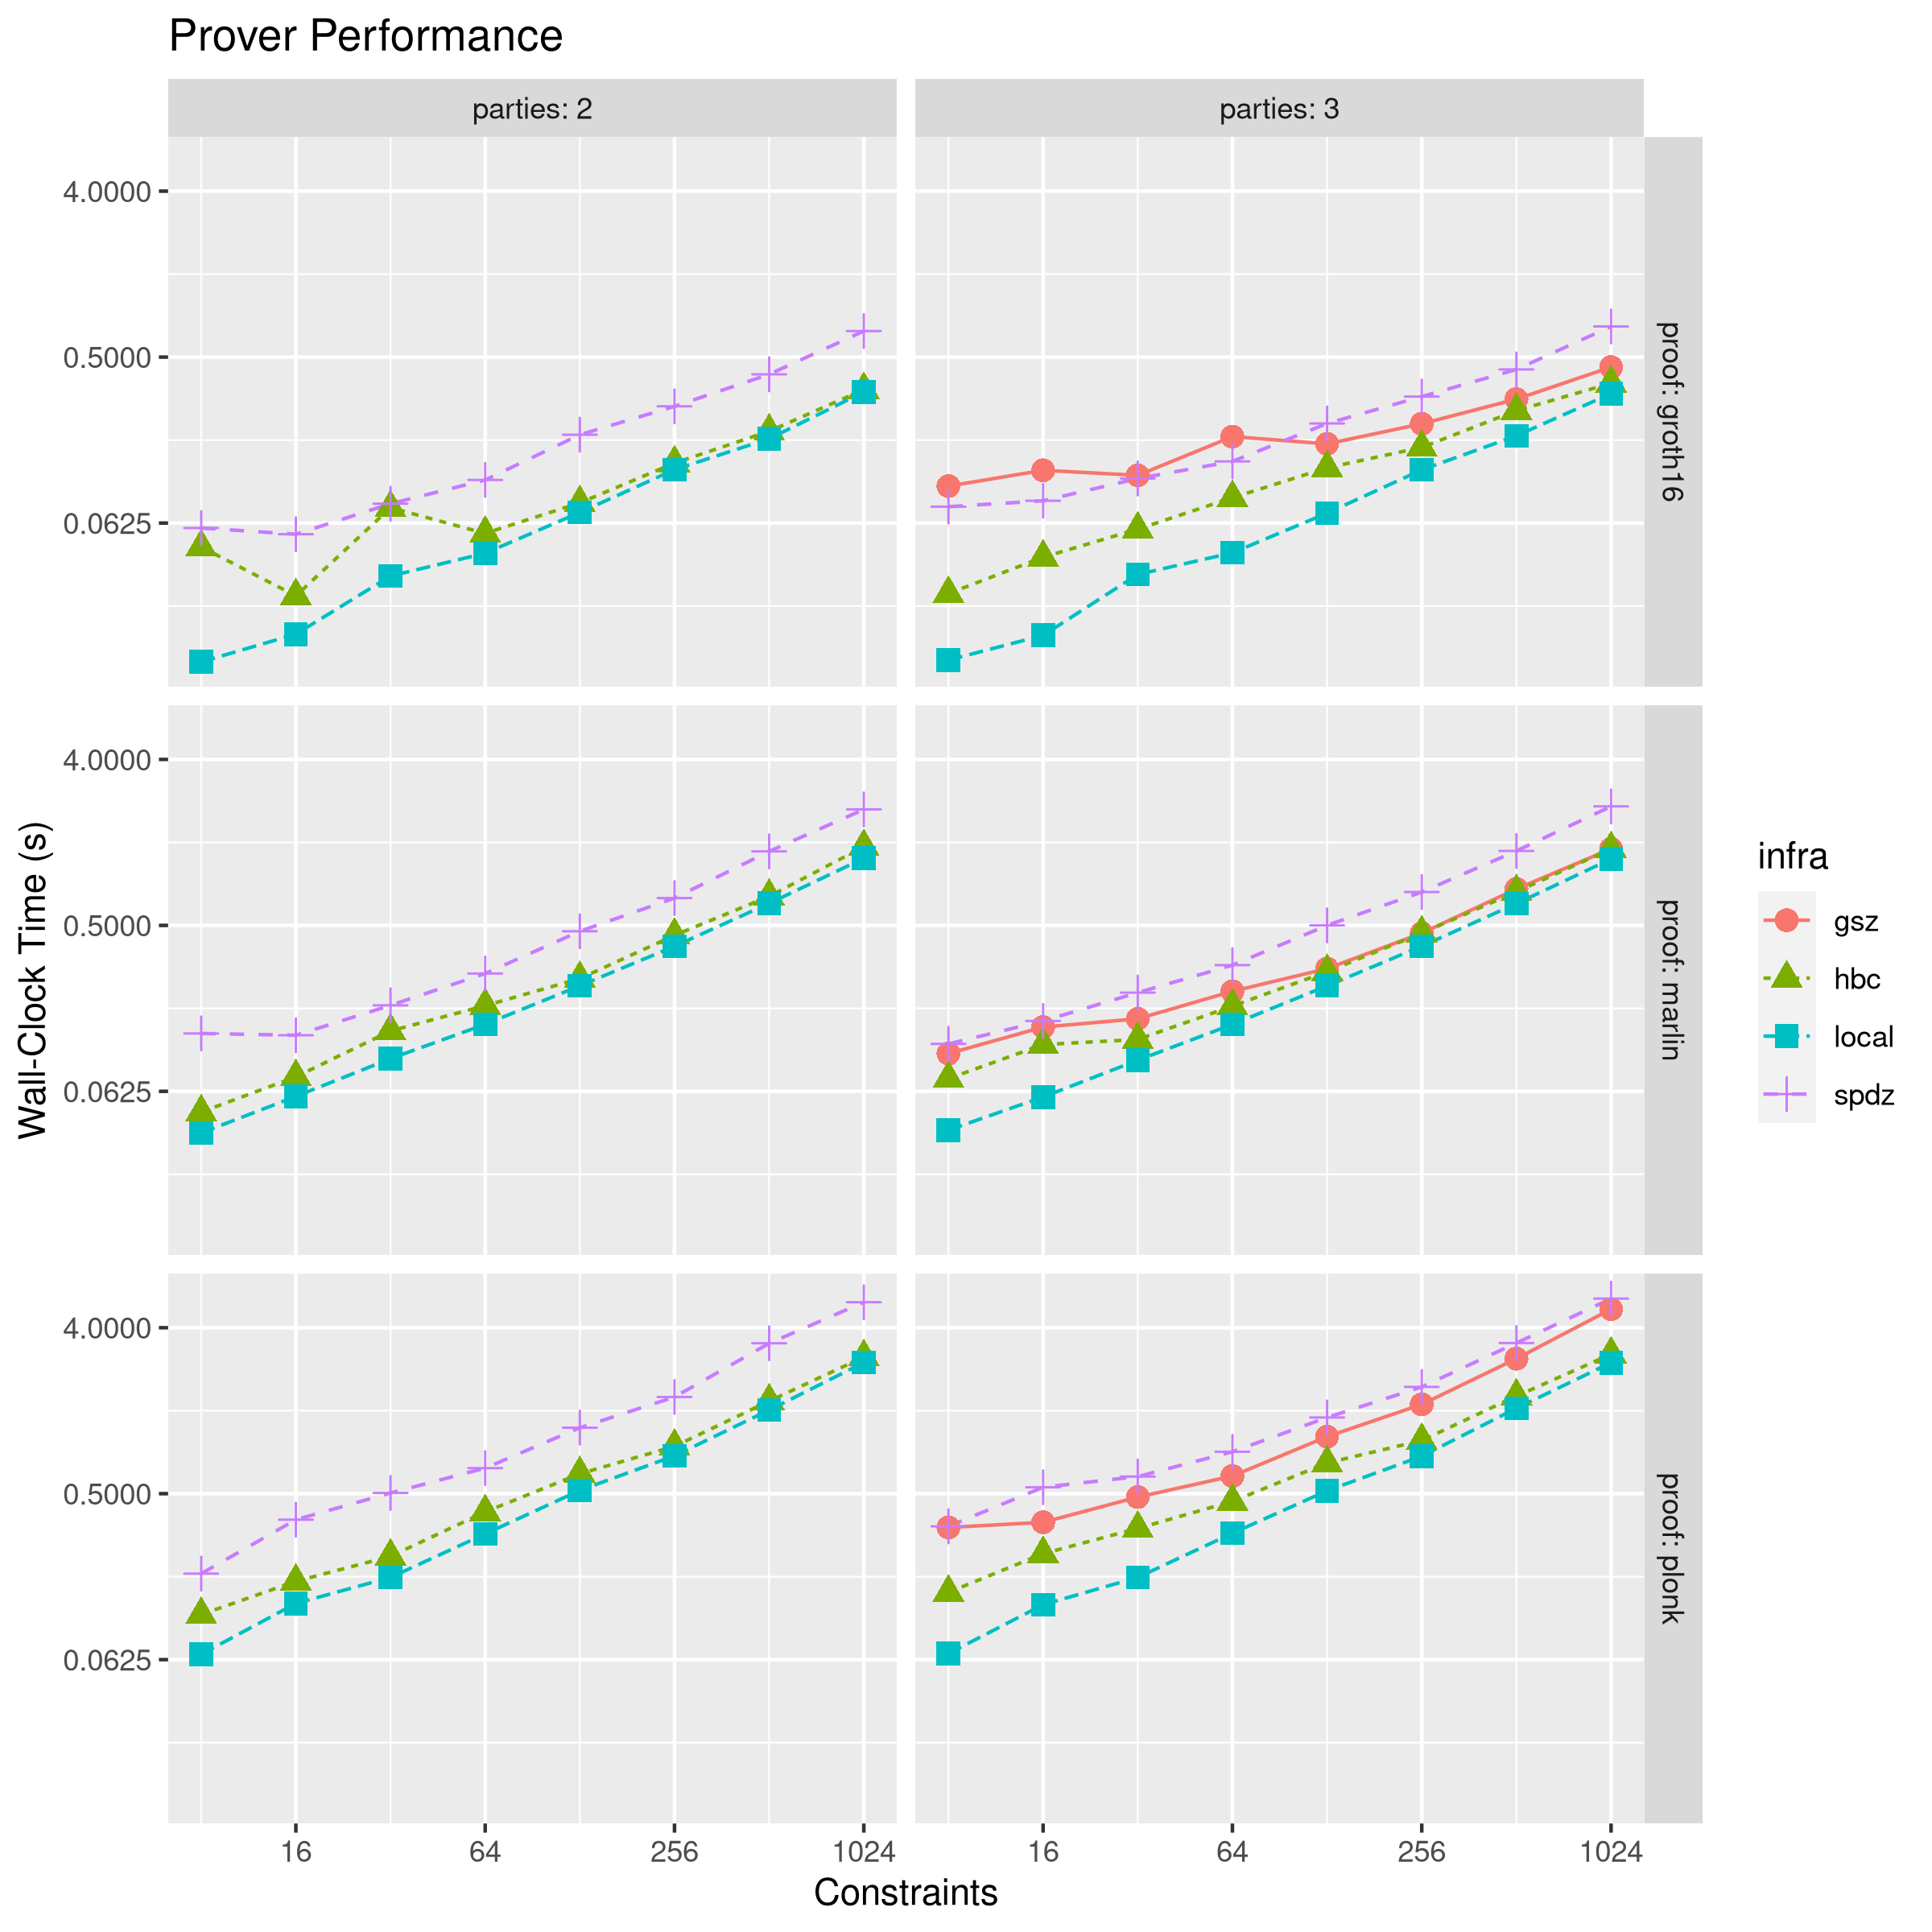 Prover Performance
parties: 2
parties: 3
4.0000
0.5000
0.0625
proof: groth16
4.0000
0.5000
0.0625
proof: marlin
4.0000
0.5000
0.0625
proof: plonk
Wall-Clock Time (s)
16
64
256
1024
16
64
256
1024
Constraints
infra
gsz
hbc
local
spdz